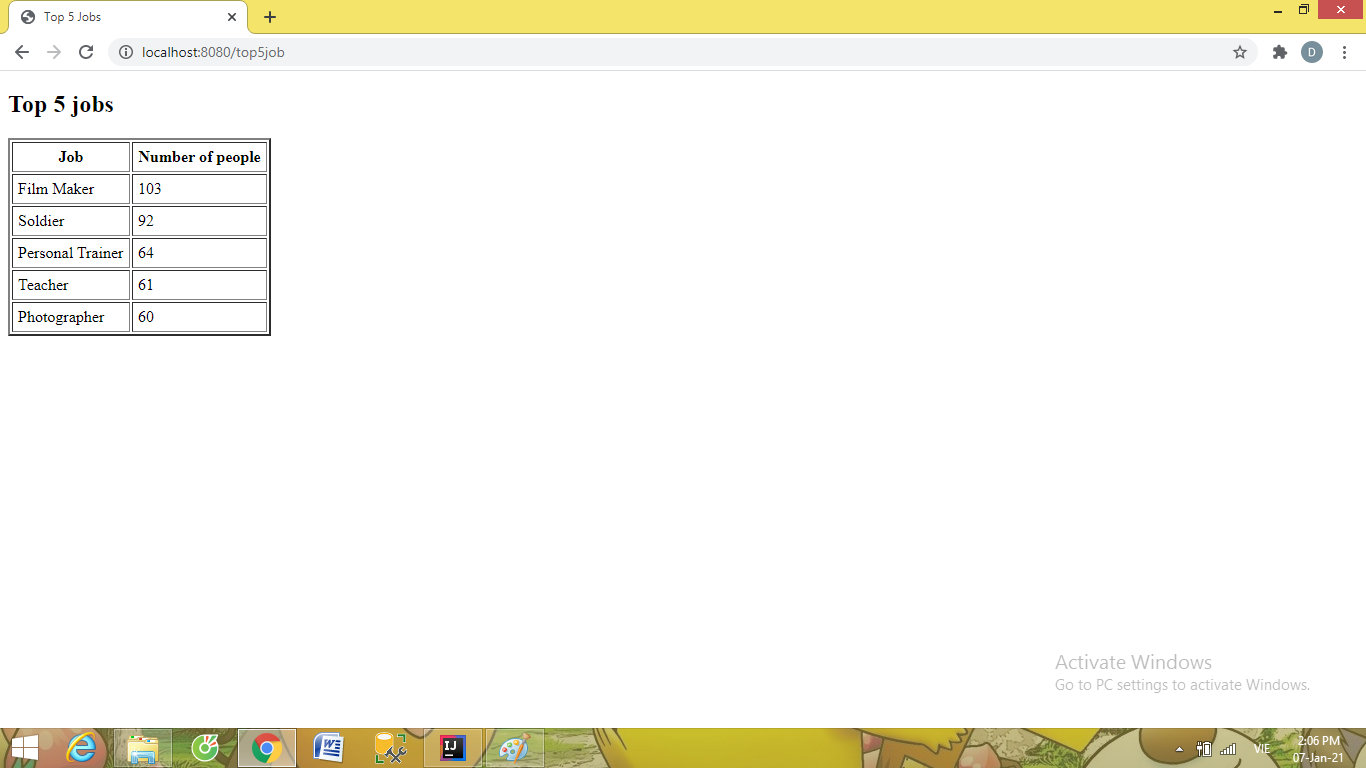 Top 5 Jobs
localhost:8080/top5job
D
Top 5 jobs
Job Number of people
Film Maker 103
Soldier 92
Personal Trainer 64
Teacher 61
Photographer 60
Activate Windows
Go to PC settings to activate Windows.
IJ
VIE
2:06 PM
07-Jan-21